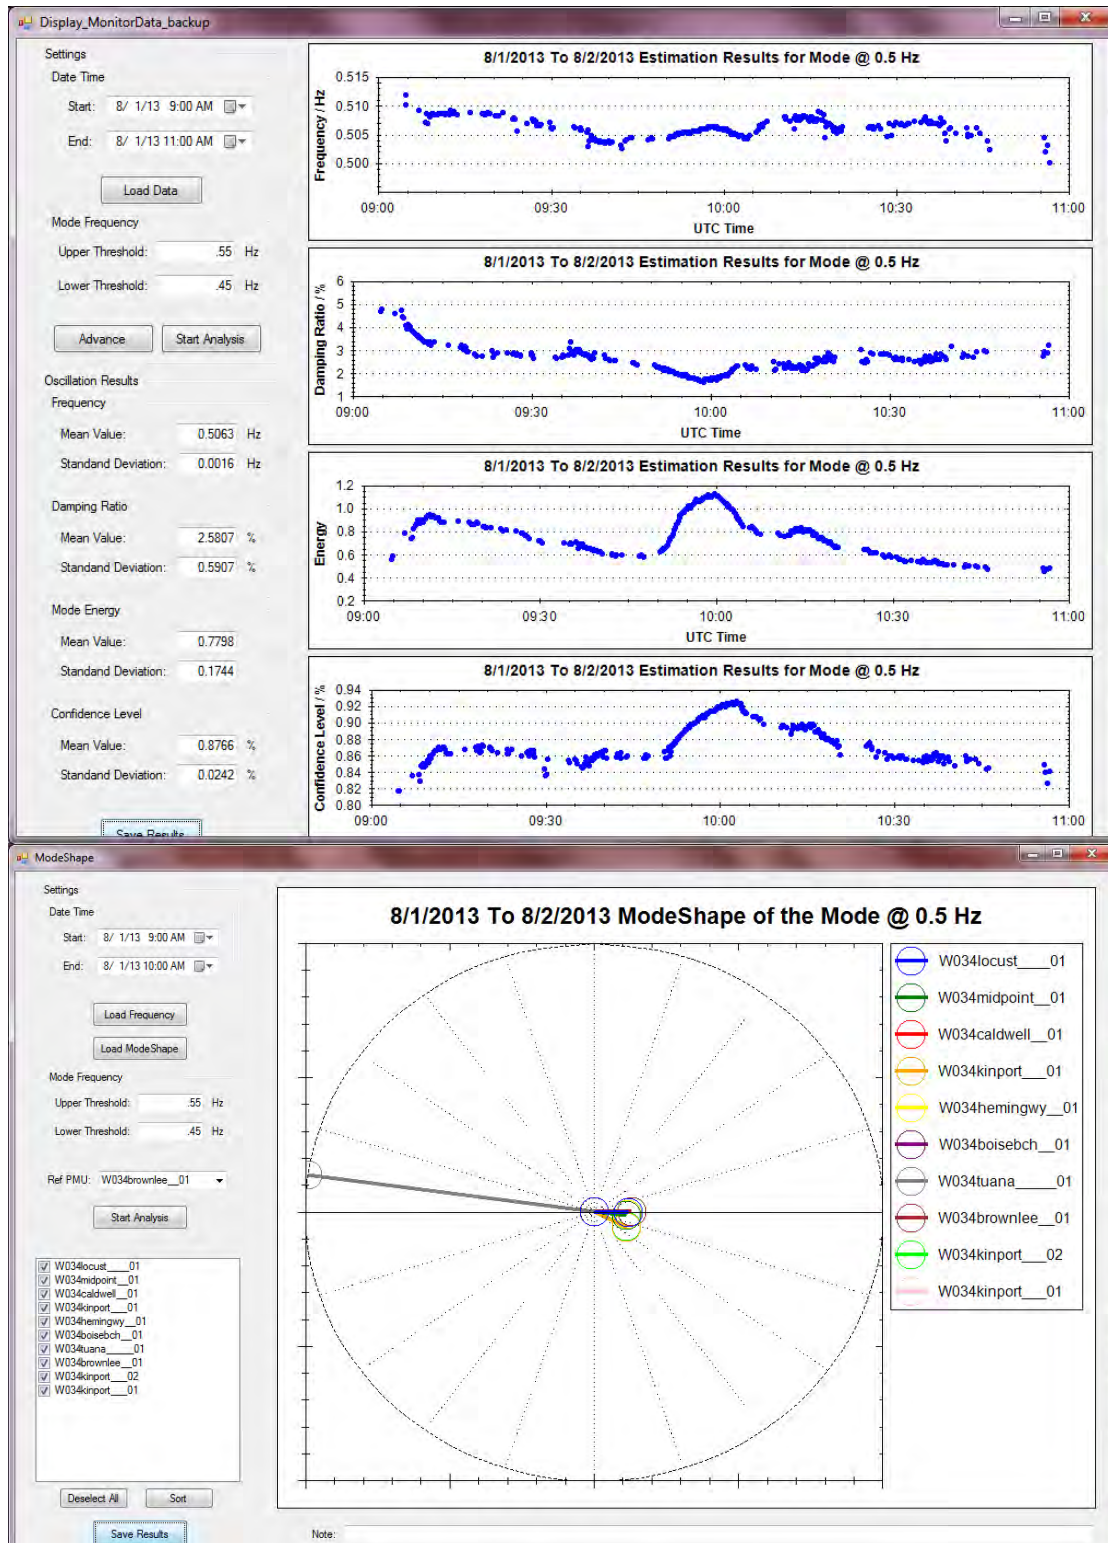 Display_MonitorData_backup
Settings
Date Time
Start: 8/ 1/13 9:00 AM
End: 8/ 1/13 11:00 AM
Load Data
Mode Frequency
Upper Threshold: .55 Hz
Lower Threshold: .45 Hz
Advance Start Analysis
Oscillation Results
Frequency
Mean Value: 0.5063 Hz
Standand Deviation: 0.0016 Hz
Damping Ratio
Mean Value: 2.5807 %
Standand Deviation: 0.5907 %
Mode Energy
Mean Value: 0.7798
Standand Deviation: 0.1744
Confidence Level
Mean Value: 0.8766 %
Standand Deviation: 0.0242 %
Save Results
8/1/2013 To 8/2/2013 Estimation Results for Mode @ 0.5 Hz
Frequency / Hz
0.515
0.510
0.505
0.500
09:00 09:30 10:00 10:30 11:00
UTC Time
8/1/2013 To 8/2/2013 Estimation Results for Mode @ 0.5 Hz
Damping Ratio / %
6
5
4
3
2
1
09:00 09:30 10:00 10:30 11:00
UTC Time
8/1/2013 To 8/2/2013 Estimation Results for Mode @ 0.5 Hz
Energy
1.2
1.0
0.8
0.6
0.4
0.2
09:00 09:30 10:00 10:30 11:00
UTC Time
8/1/2013 To 8/2/2013 Estimation Results for Mode @ 0.5 Hz
Confidence Level / %
0.94
0.92
0.90
0.88
0.86
0.84
0.82
0.80
09:00 09:30 10:00 10:30 11:00
UTC Time
ModeShape
Settings
Date Time
Start: 8/ 1/13 9:00 AM
End: 8/ 1/13 10:00 AM
Load Frequency
Load ModeShape
Mode Frequency
Upper Threshold: .55 Hz
Lower Threshold: .45 Hz
Ref PMU: W034brownlee__01
Start Analysis
W034locust____01
W034midpoint__01
W034caldwell__01
W034kinport___01
W034hemingwy__01
W034boisebch__01
W034tuana_____01
W034brownlee__01
W034kinport___02
W034kinport___01
Deselect All Sort
Save Results
8/1/2013 To 8/2/2013 ModeShape of the Mode @ 0.5 Hz
W034locust____01
W034midpoint__01
W034caldwell__01
W034kinport___01
W034hemingwy__01
W034boisebch__01
W034tuana_____01
W034brownlee__01
W034kinport___02
W034kinport___01
Note: